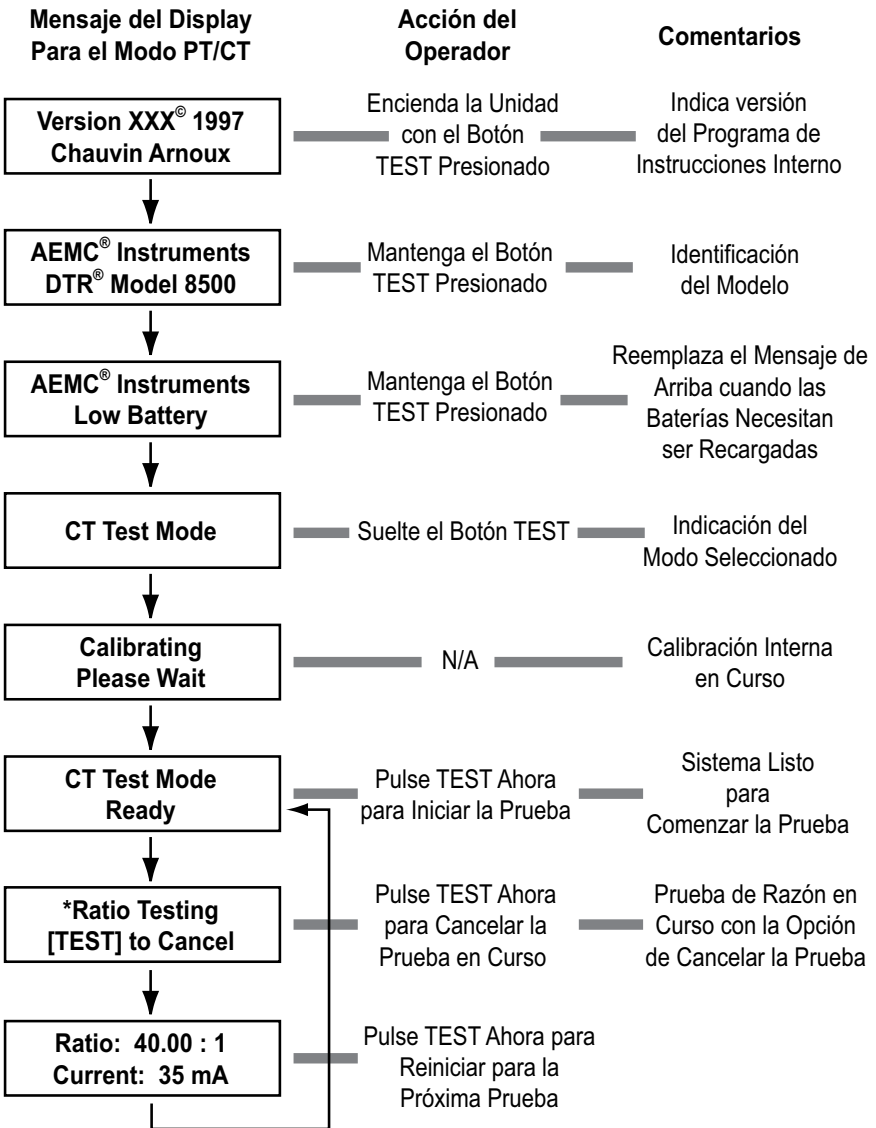 Mensaje del Display
Para el Modo PT/CT
Acción del
Operador
Comentarios
Version XXX© 1997
Chauvin Arnoux
Encienda la Unidad
con el Botón
TEST Presionado
Indica versión
del Programa de
Instrucciones Interno
AEMC® Instruments
DTR® Model 8500
Mantenga el Botón
TEST Presionado
Identificación
del Modelo
AEMC® Instruments
Low Battery
Mantenga el Botón
TEST Presionado
Reemplaza el Mensaje de
Arriba cuando las
Baterías Necesitan
ser Recargadas
CT Test Mode
Suelte el Botón TEST
Indicación del
Modo Seleccionado
Calibrating
Please Wait
N/A
Calibración Interna
en Curso
CT Test Mode
Ready
Pulse TEST Ahora
para Iniciar la Prueba
Sistema Listo
para
Comenzar la Prueba
*Ratio Testing
[TEST] to Cancel
Pulse TEST Ahora
para Cancelar la
Prueba en Curso
Prueba de Razón en
Curso con la Opción
de Cancelar la Prueba
Ratio: 40.00 : 1
Current: 35 mA
Pulse TEST Ahora para
Reiniciar para la
Próxima Prueba